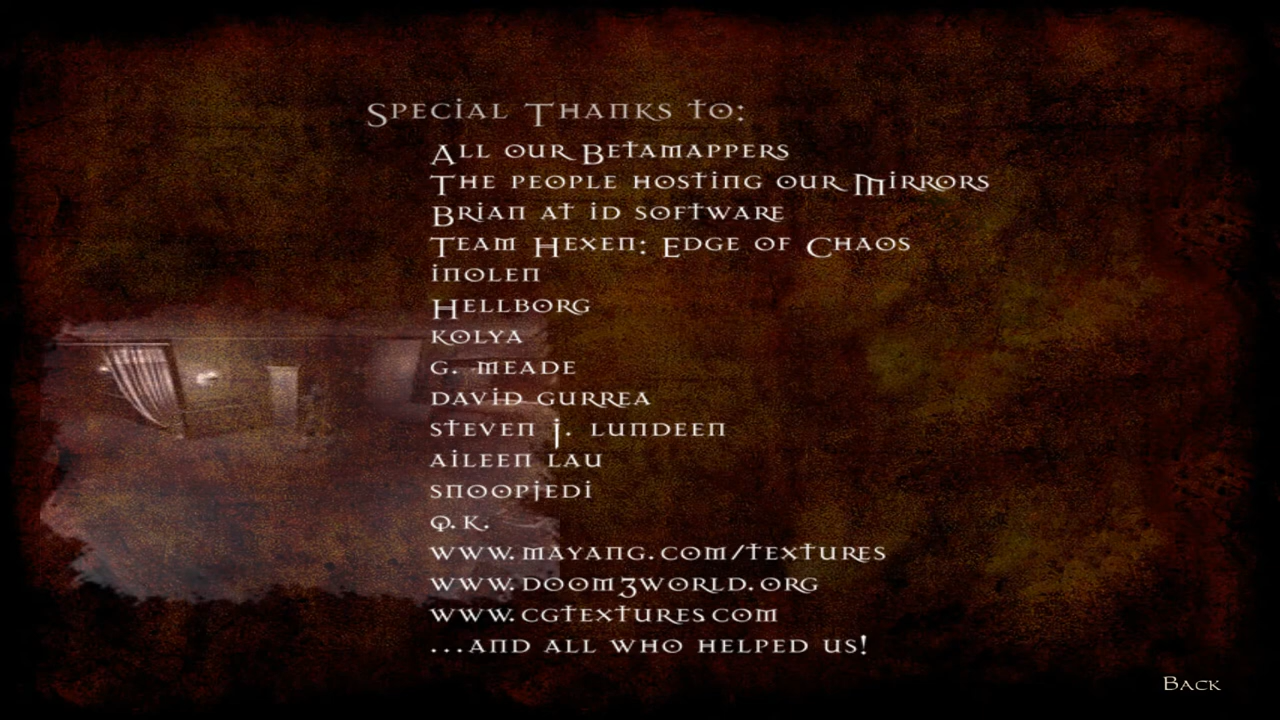 Special Thanks to:
All our Betamappers
The people hosting our Mirrors
Brian at id software
Team Hexen: Edge of Chaos
inolen
Hellborg
kolya
g. meade
david gurrea
steven j. lundeen
aileen lau
snoopjedi
Q.K.
www.mayang.com/textures
www.doom3world.org
www.cgtextures.com
...and all who helped us!
Back